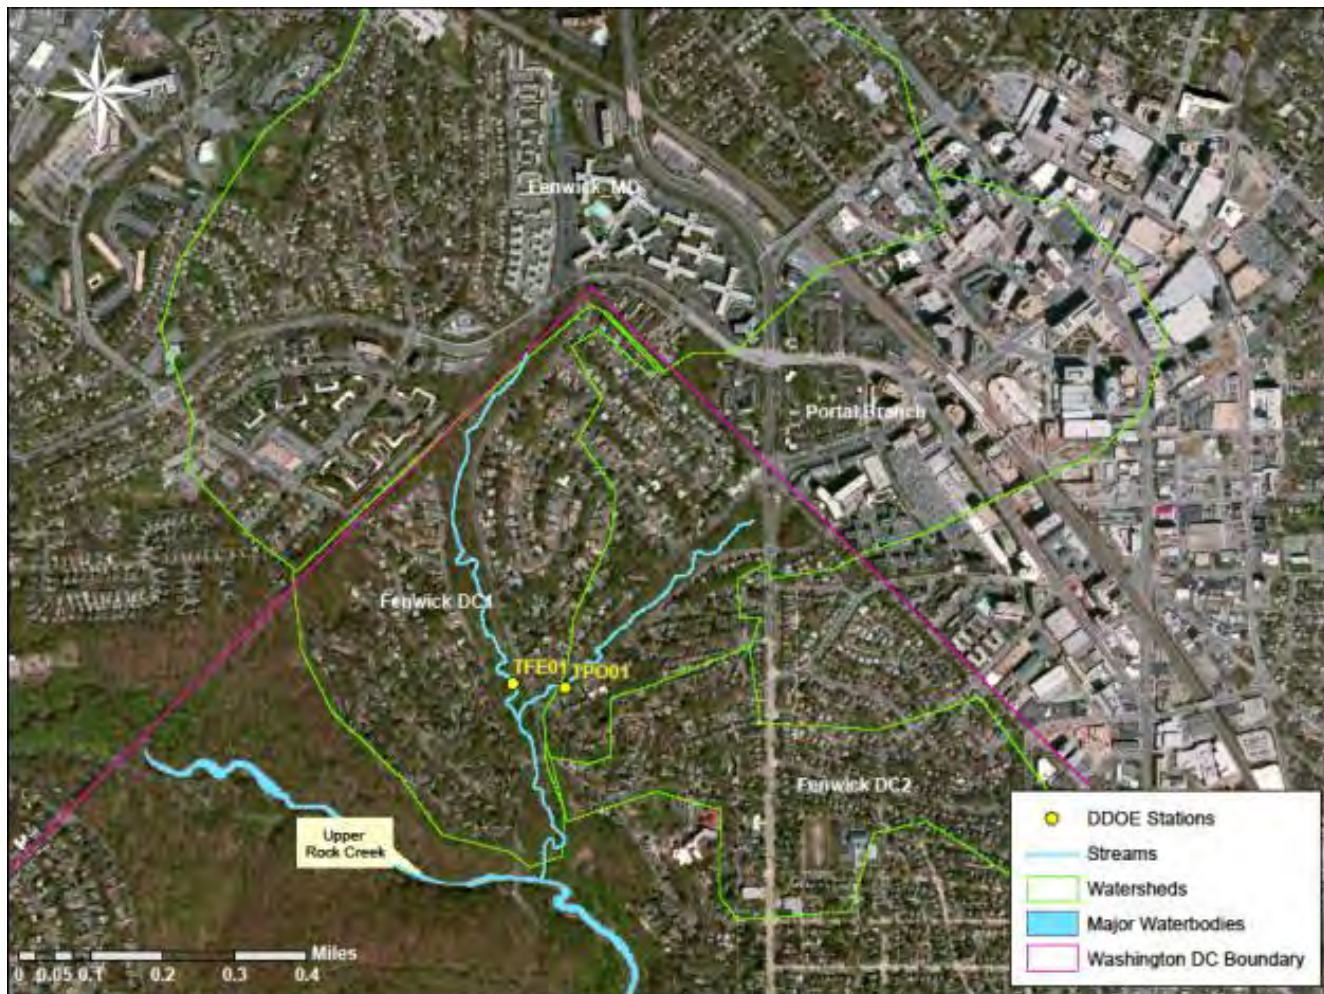 Fenwick MD
Portal Branch
Fenwick DC1
TFE01
TPO01
Fenwick DC2
Upper
Rock Creek
DDOE Stations
Streams
Watersheds
Major Waterbodies
Washington DC Boundary
Miles
0 0.05 0.1 0.2 0.3 0.4